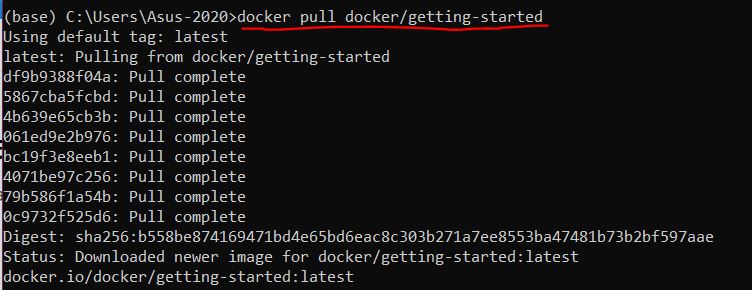 (base) C:\Users\Asus-2020>docker pull docker/getting-started
Using default tag: latest
latest: Pulling from docker/getting-started
df9b9388f04a: Pull complete
5867cba5fcbd: Pull complete
4b639e65cb3b: Pull complete
061ed9e2b976: Pull complete
bc19f3e8eeb1: Pull complete
4071be97c256: Pull complete
79b586f1a54b: Pull complete
0c9732f525d6: Pull complete
Digest: sha256:b558be874169471bd4e65bd6eac8c303b271a7ee8553ba47481b73b2bf597aae
Status: Downloaded newer image for docker/getting-started:latest
docker.io/docker/getting-started:latest